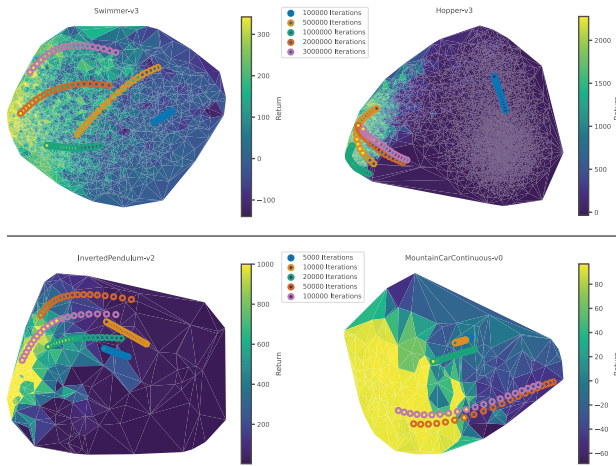 Swimmer-v3
300
200
100
0
−100
Return
100000 Iterations
500000 Iterations
1000000 Iterations
2000000 Iterations
3000000 Iterations
Hopper-v3
2000
1500
1000
500
0
Return
InvertedPendulum-v2
1000
800
600
400
200
Return
5000 Iterations
10000 Iterations
20000 Iterations
50000 Iterations
100000 Iterations
MountainCarContinuous-v0
80
60
40
20
0
−20
−40
−60
Return